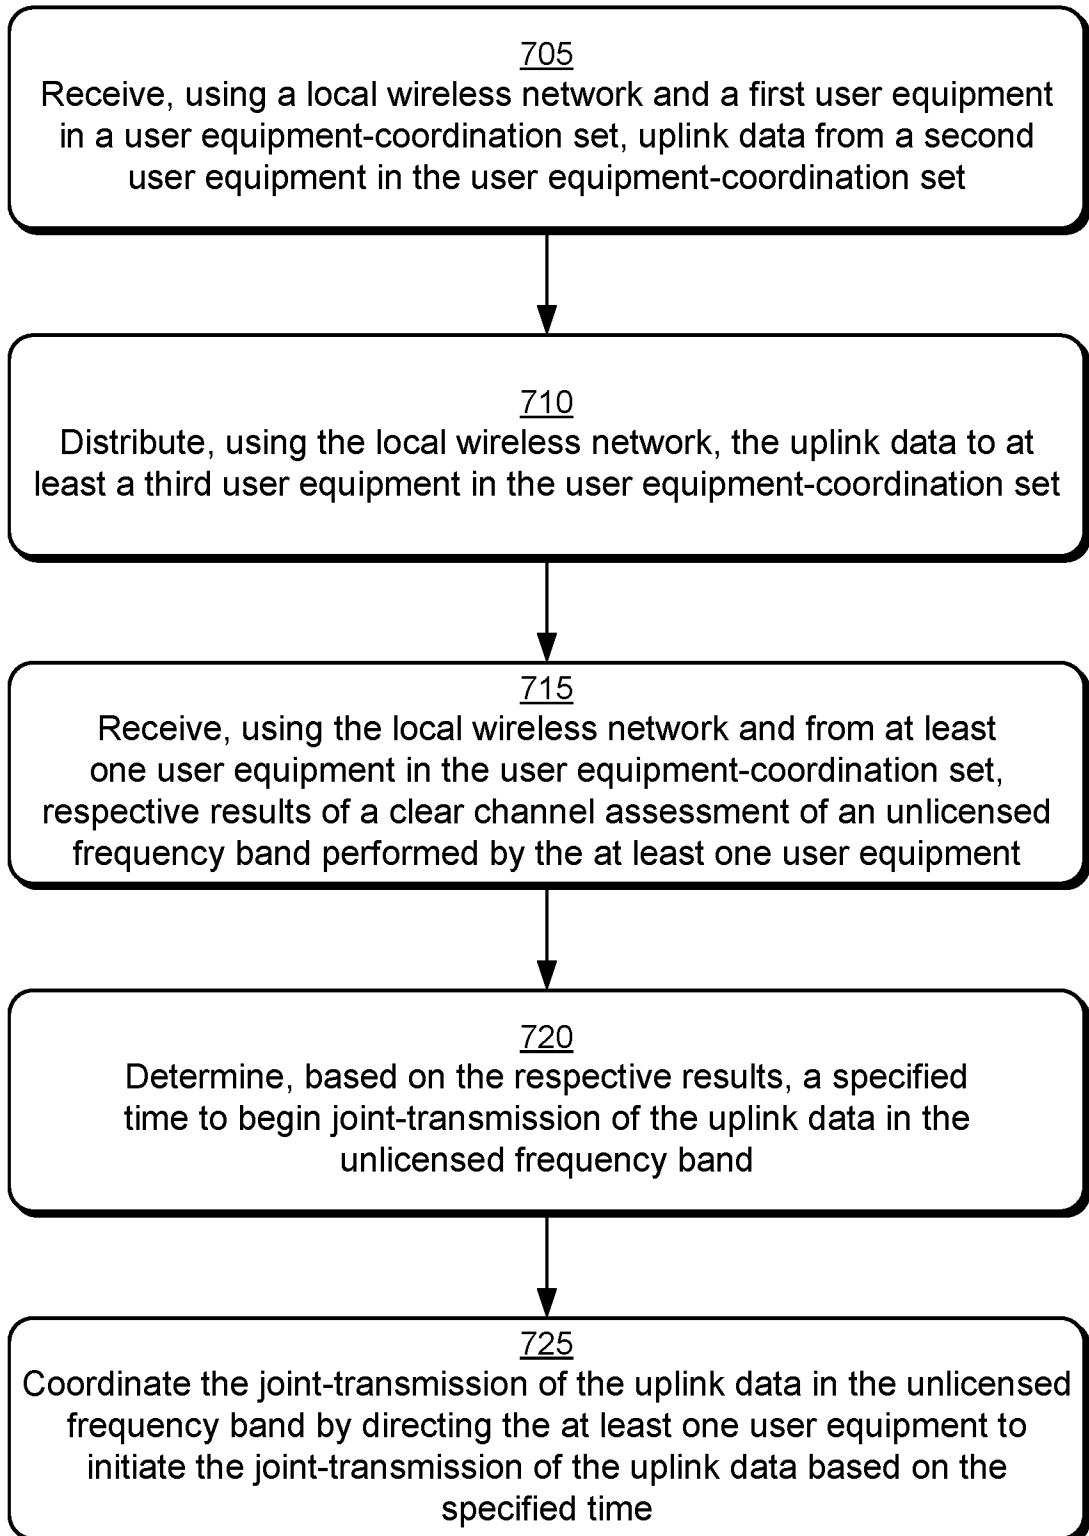 705
Receive, using a local wireless network and a first user equipment
in a user equipment-coordination set, uplink data from a second
user equipment in the user equipment-coordination set
710
Distribute, using the local wireless network, the uplink data to at
least a third user equipment in the user equipment-coordination set
715
Receive, using the local wireless network and from at least
one user equipment in the user equipment-coordination set,
respective results of a clear channel assessment of an unlicensed
frequency band performed by the at least one user equipment
720
Determine, based on the respective results, a specified
time to begin joint-transmission of the uplink data in the
unlicensed frequency band
725
Coordinate the joint-transmission of the uplink data in the unlicensed
frequency band by directing the at least one user equipment to
initiate the joint-transmission of the uplink data based on the
specified time